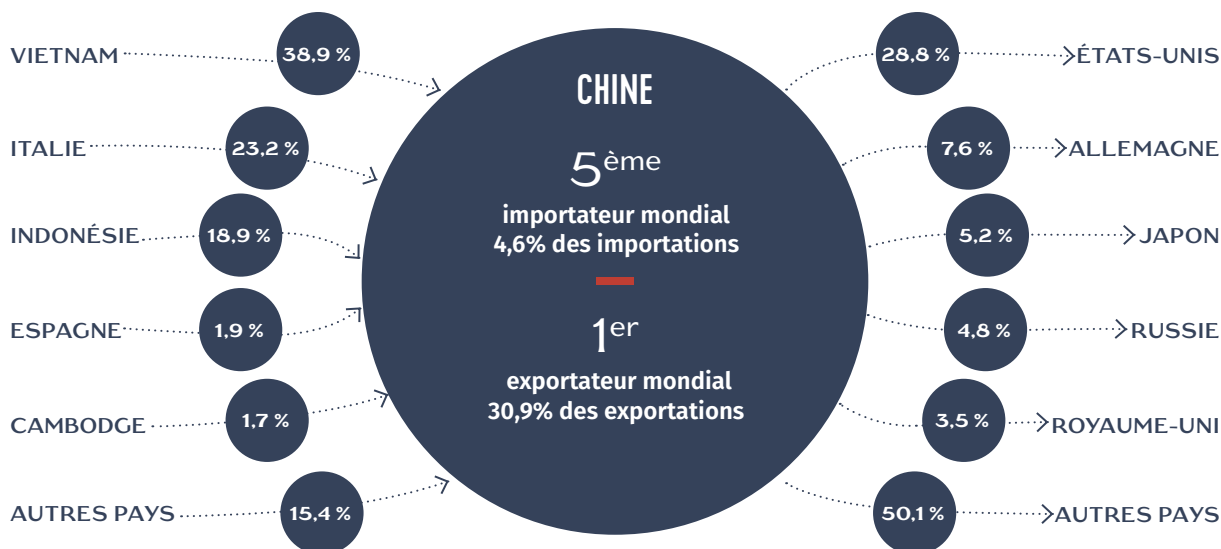 VIETNAM 38,9 %
ITALIE 23,2 %
INDONÉSIE 18,9 %
ESPAGNE 1,9 %
CAMBODGE 1,7 %
AUTRES PAYS 15,4 %
CHINE
5ème
importateur mondial
4,6% des importations
1er
exportateur mondial
30,9% des exportations
28,8 % ÉTATS-UNIS
7,6 % ALLEMAGNE
5,2 % JAPON
4,8 % RUSSIE
3,5 % ROYAUME-UNI
50,1 % AUTRES PAYS